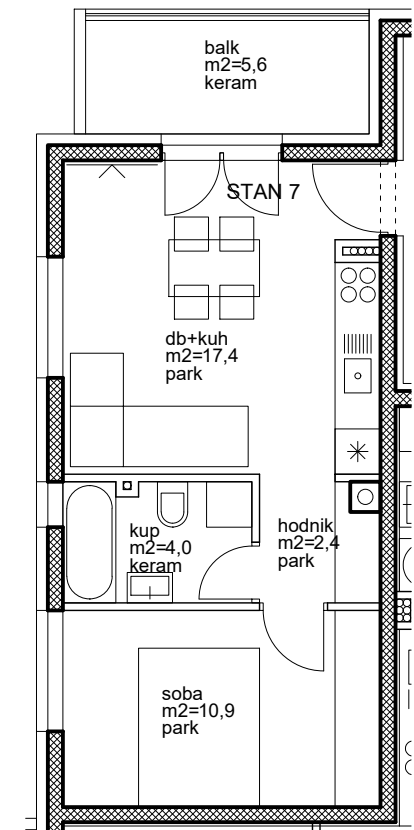 balk
m2=5,6
keram
STAN 7
db+kuh
m2=17,4
park
kup
m2=4,0
keram
hodnik
m2=2,4
park
soba
m2=10,9
park